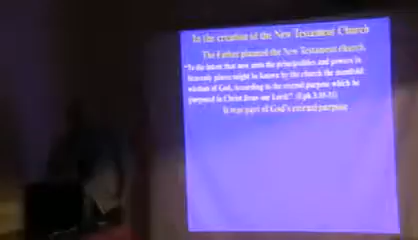 In the creation of the New Testament Church
The Father planned the New Testament church.
"To the intent that now unto the principalities and powers in
heavenly places might be known by the church the manifold
wisdom of God, According to the eternal purpose which he
purposed in Christ Jesus our Lord:" (Eph 3:10-11)
It was part of God's eternal purpose